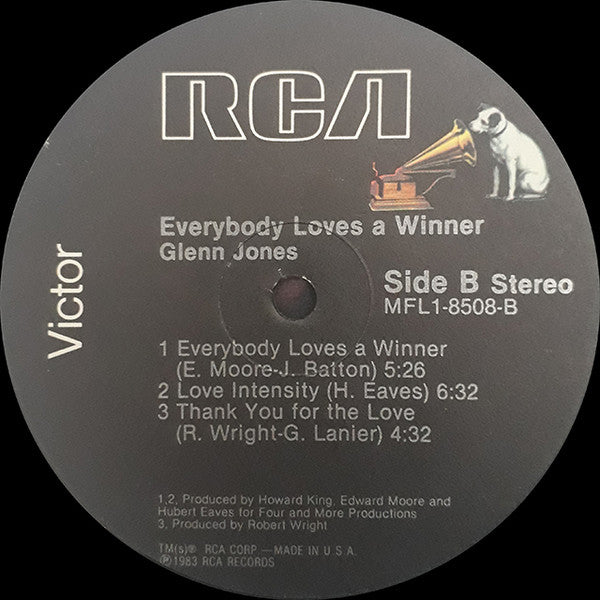 RCA
Victor
Everybody Loves a Winner
Glenn Jones
Side B Stereo
MFL1-8508-B
1 Everybody Loves a Winner
(E. Moore-J. Batton) 5:26
2 Love Intensity (H. Eaves) 6:32
3 Thank You for the Love
(R. Wright-G. Lanier) 4:32
1,2, Produced by Howard King, Edward Moore and
Hubert Eaves for Four and More Productions
3, Produced by Robert Wright
TM(s)® RCA CORP — MADE IN U.S.A.
℗1983 RCA RECORDS